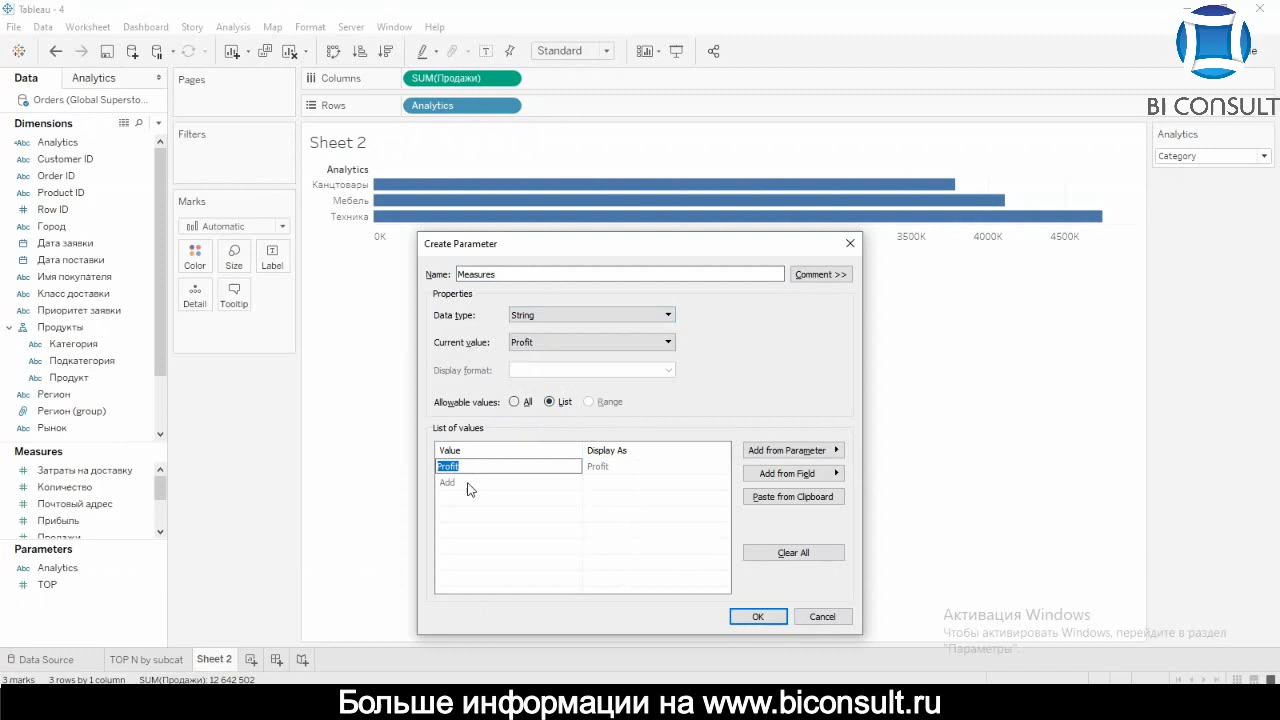 Tableau - 4
File Data Worksheet Dashboard Story Analysis Map Format Server Window Help
Standard
BI CONSULT
Data Analytics
Orders (Global Supersto...
Dimensions
Analytics
Customer ID
Order ID
Product ID
Row ID
Город
Дата заявки
Дата поставки
Имя покупателя
Класс доставки
Приоритет заявки
Продукты
Категория
Подкатегория
Продукт
Регион
Регион (group)
Рынок
Measures
Затраты на доставку
Количество
Почтовый адрес
Прибыль
Продажи
Parameters
Analytics
TOP
Pages
Filters
Marks
Automatic
Color Size Label
Detail Tooltip
Columns SUM(Продажи)
Rows Analytics
Sheet 2
Analytics
Канцтовары
Мебель
Техника
0K 3500K 4000K 4500K
Analytics
Category
Create Parameter
Name: Measures Comment >>
Properties
Data type: String
Current value: Profit
Display format:
Allowable values: All List Range
List of values
Value Display As
Profit Profit
Add
Add from Parameter
Add from Field
Paste from Clipboard
Clear All
OK Cancel
Активация Windows
Чтобы активировать Windows, перейдите в раздел
"Параметры".
Data Source TOP N by subcat Sheet 2
3 marks 3 rows by 1 column SUM(Продажи): 12 642 502
Больше информации на www.biconsult.ru